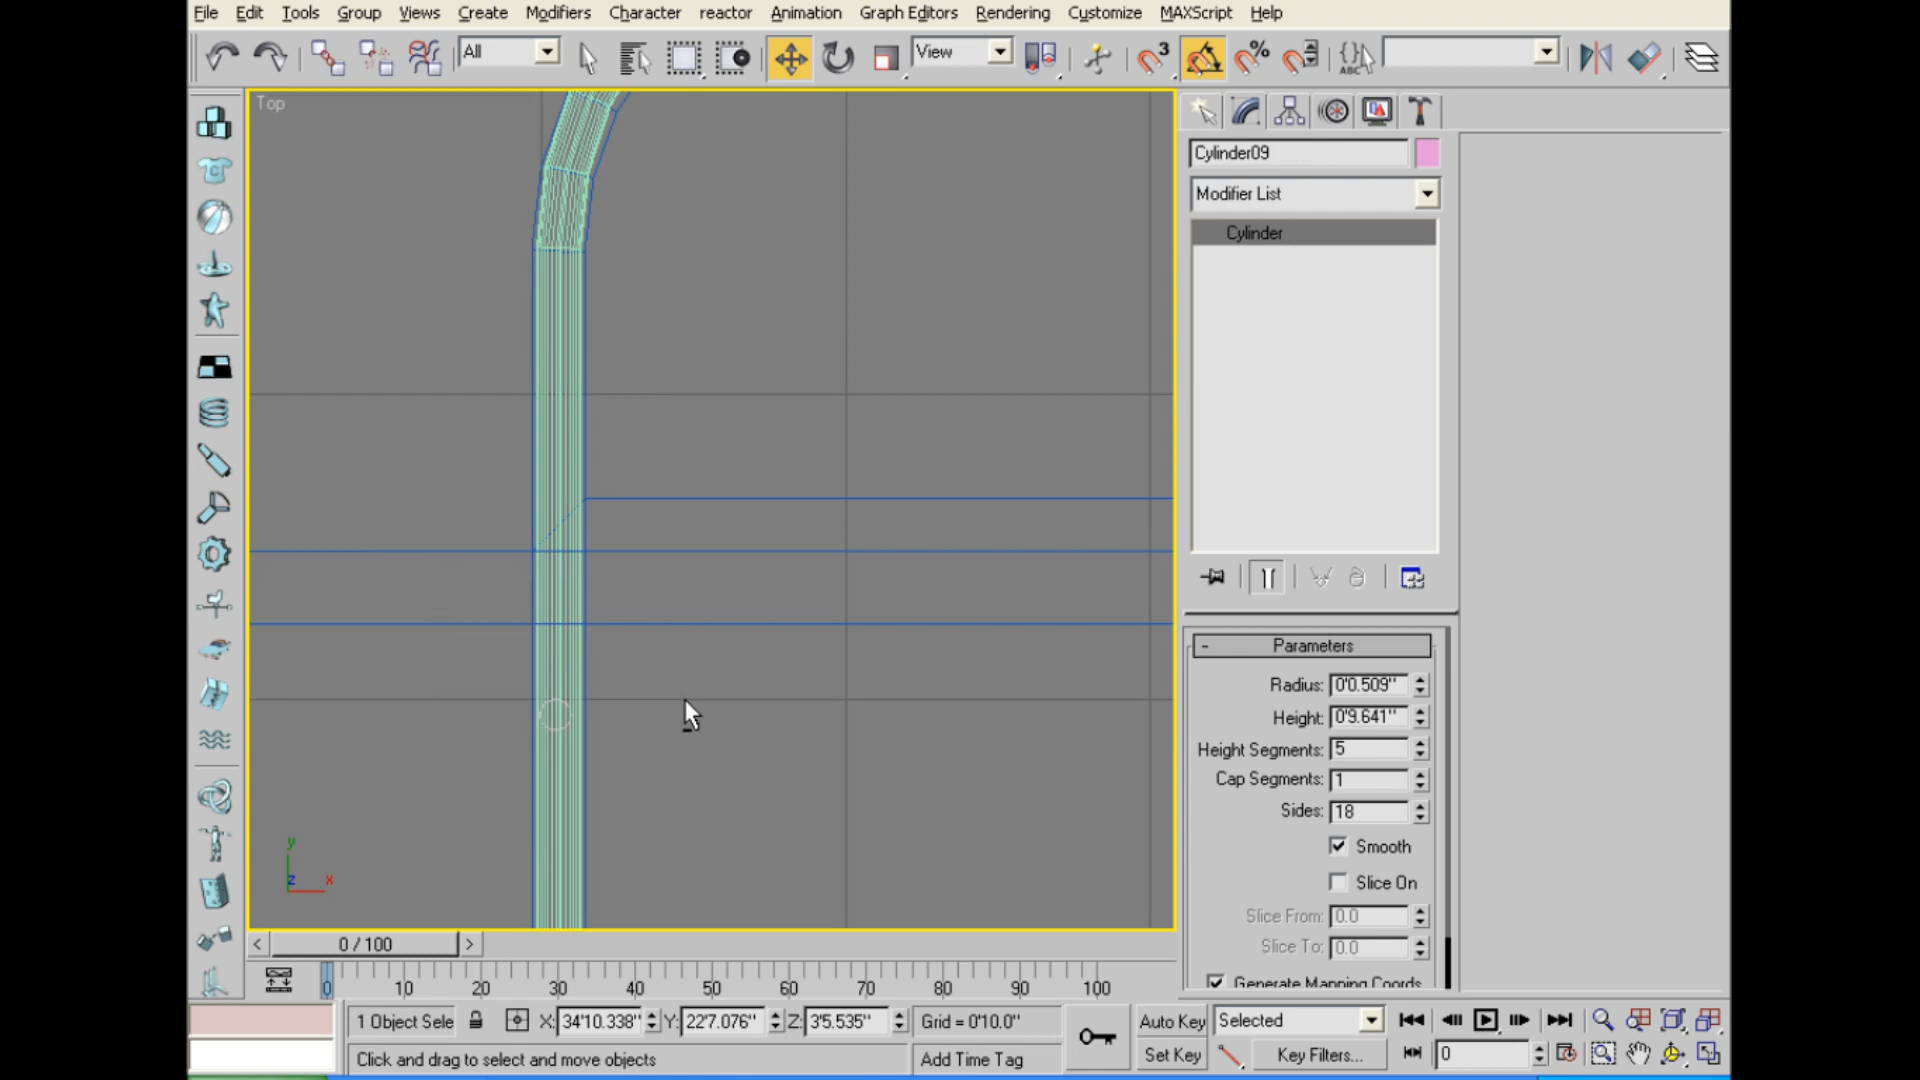 File Edit Tools Group Views Create Modifiers Character reactor Animation Graph Editors Rendering Customize MAXScript Help
All View 3 % ABC
Top
Cylinder09
Modifier List
Cylinder
- Parameters
Radius: 0'0.509"
Height: 0'9.641"
Height Segments: 5
Cap Segments: 1
Sides: 18
Smooth
Slice On
Slice From: 0.0
Slice To: 0.0
Generate Mapping Coords.
y
z x
< 0 / 100 >
0 10 20 30 40 50 60 70 80 90 100
1 Object Sele X: 34'10.338" Y: 22'7.076" Z: 3'5.535" Grid = 0'10.0" Auto Key Selected
Click and drag to select and move objects Add Time Tag Set Key Key Filters... 0